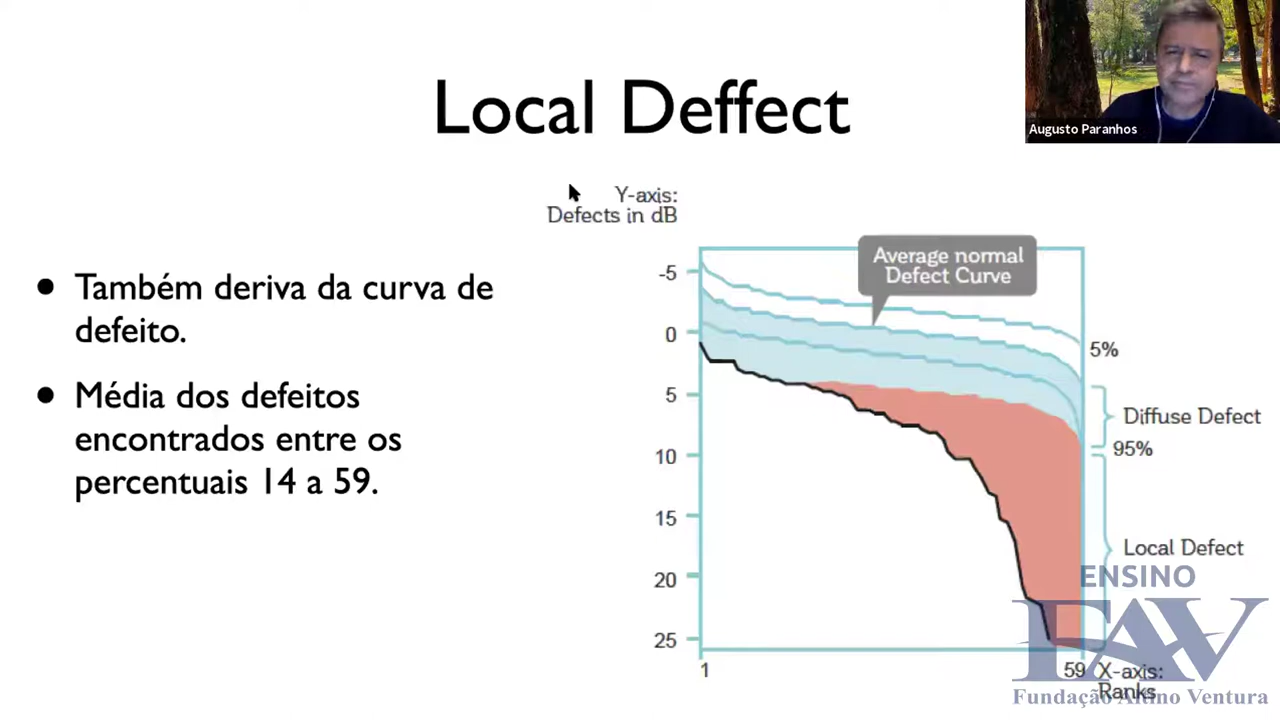 Local Deffect
Augusto Paranhos
• Também deriva da curva de
defeito.
• Média dos defeitos
encontrados entre os
percentuais 14 a 59.
Y-axis:
Defects in dB
Average normal
Defect Curve
-5
0
5
10
15
20
25
5%
Diffuse Defect
95%
Local Defect
1
59
X-axis:
Ranks
ENSINO
FAV
Fundação Altino Ventura